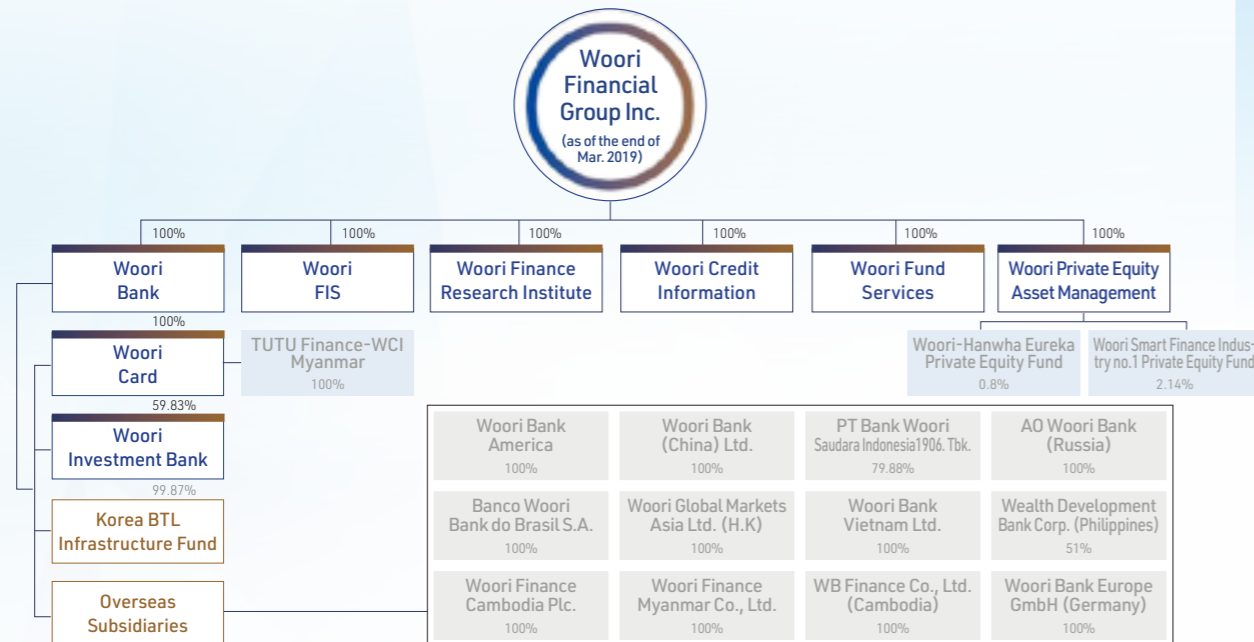 Woori
Financial
Group Inc.
(as of the end of
Mar. 2019)
100%
100%
100%
100%
100%
100%
Woori
Bank
Woori
FIS
Woori Finance
Research Institute
Woori Credit
Information
Woori Fund
Services
Woori Private Equity
Asset Management
100%
Woori
Card
TUTU Finance-WCI
Myanmar
100%
Woori-Hanwha Eureka
Private Equity Fund
0.8%
Woori Smart Finance Indus-
try no.1 Private Equity Fund
2.14%
59.83%
Woori
Investment Bank
99.87%
Korea BTL
Infrastructure Fund
Overseas
Subsidiaries
Woori Bank
America
100%
Woori Bank
(China) Ltd.
100%
PT Bank Woori
Saudara Indonesia1906. Tbk.
79.88%
AO Woori Bank
(Russia)
100%
Banco Woori
Bank do Brasil S.A.
100%
Woori Global Markets
Asia Ltd. (H.K)
100%
Woori Bank
Vietnam Ltd.
100%
Wealth Development
Bank Corp. (Philippines)
51%
Woori Finance
Cambodia Plc.
100%
Woori Finance
Myanmar Co., Ltd.
100%
WB Finance Co., Ltd.
(Cambodia)
100%
Woori Bank Europe
GmbH (Germany)
100%